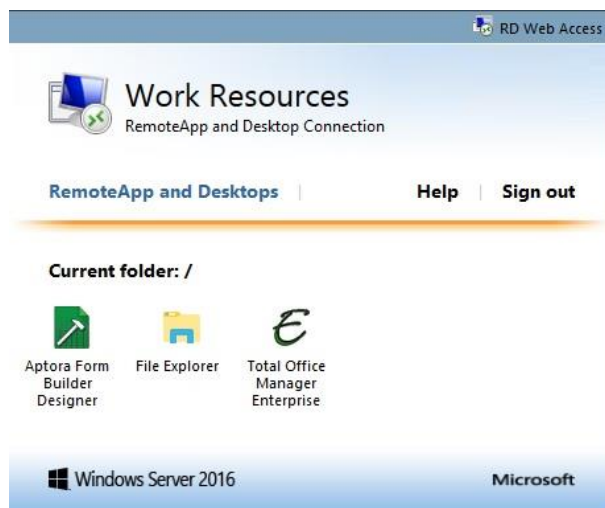 RD Web Access
Work Resources
RemoteApp and Desktop Connection
RemoteApp and Desktops
Help
Sign out
Current folder: /
Aptora Form
Builder
Designer
File Explorer
Total Office
Manager
Enterprise
Windows Server 2016
Microsoft